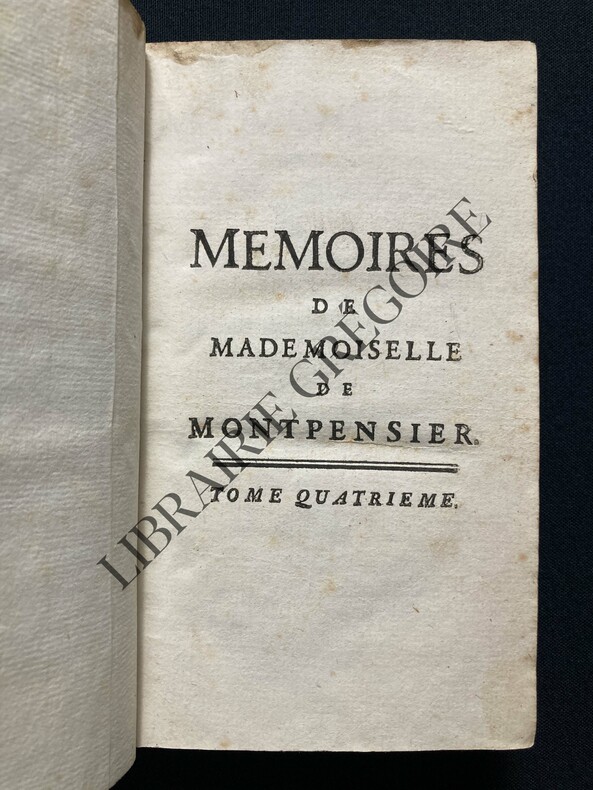 MEMOIRES
DE
MADEMOISELLE
DE
MONTPENSIER.
TOME QUATRIEME.
LIBRAIRIE GREGOIRE